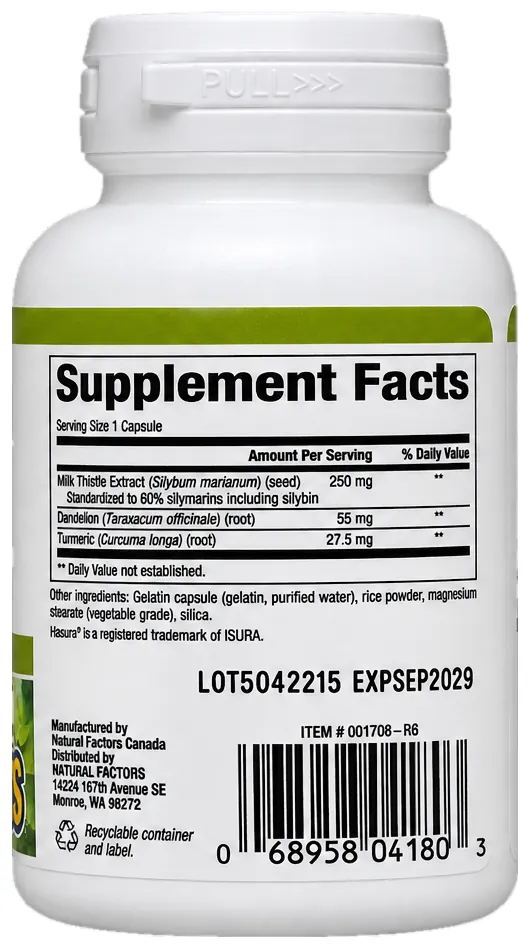 PULL>>>
Supplement Facts
Serving Size 1 Capsule
Amount Per Serving % Daily Value
Milk Thistle Extract (Silybum marianum) (seed) 250 mg **
Standardized to 60% silymarins including silybin
Dandelion (Taraxacum officinale) (root) 55 mg **
Turmeric (Curcuma longa) (root) 27.5 mg **
** Daily Value not established.
Other ingredients: Gelatin capsule (gelatin, purified water), rice powder, magnesium
stearate (vegetable grade), silica.
Hasura® is a registered trademark of ISURA.
LOT5042215 EXPSEP2029
Manufactured by
Natural Factors Canada
Distributed by
NATURAL FACTORS
14224 167th Avenue SE
Monroe, WA 98272
Recyclable container
and label.
ITEM # 001708-R6
0 68958 04180 3